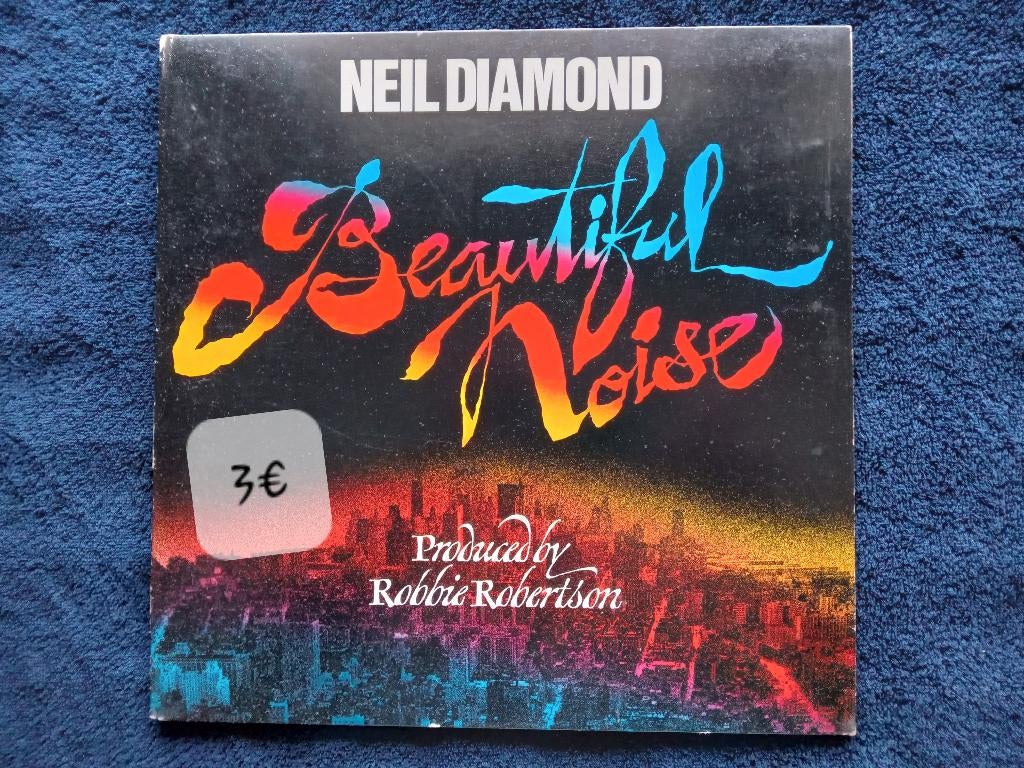 NEIL DIAMOND
Beautiful
Noise
3€
Produced by
Robbie Robertson